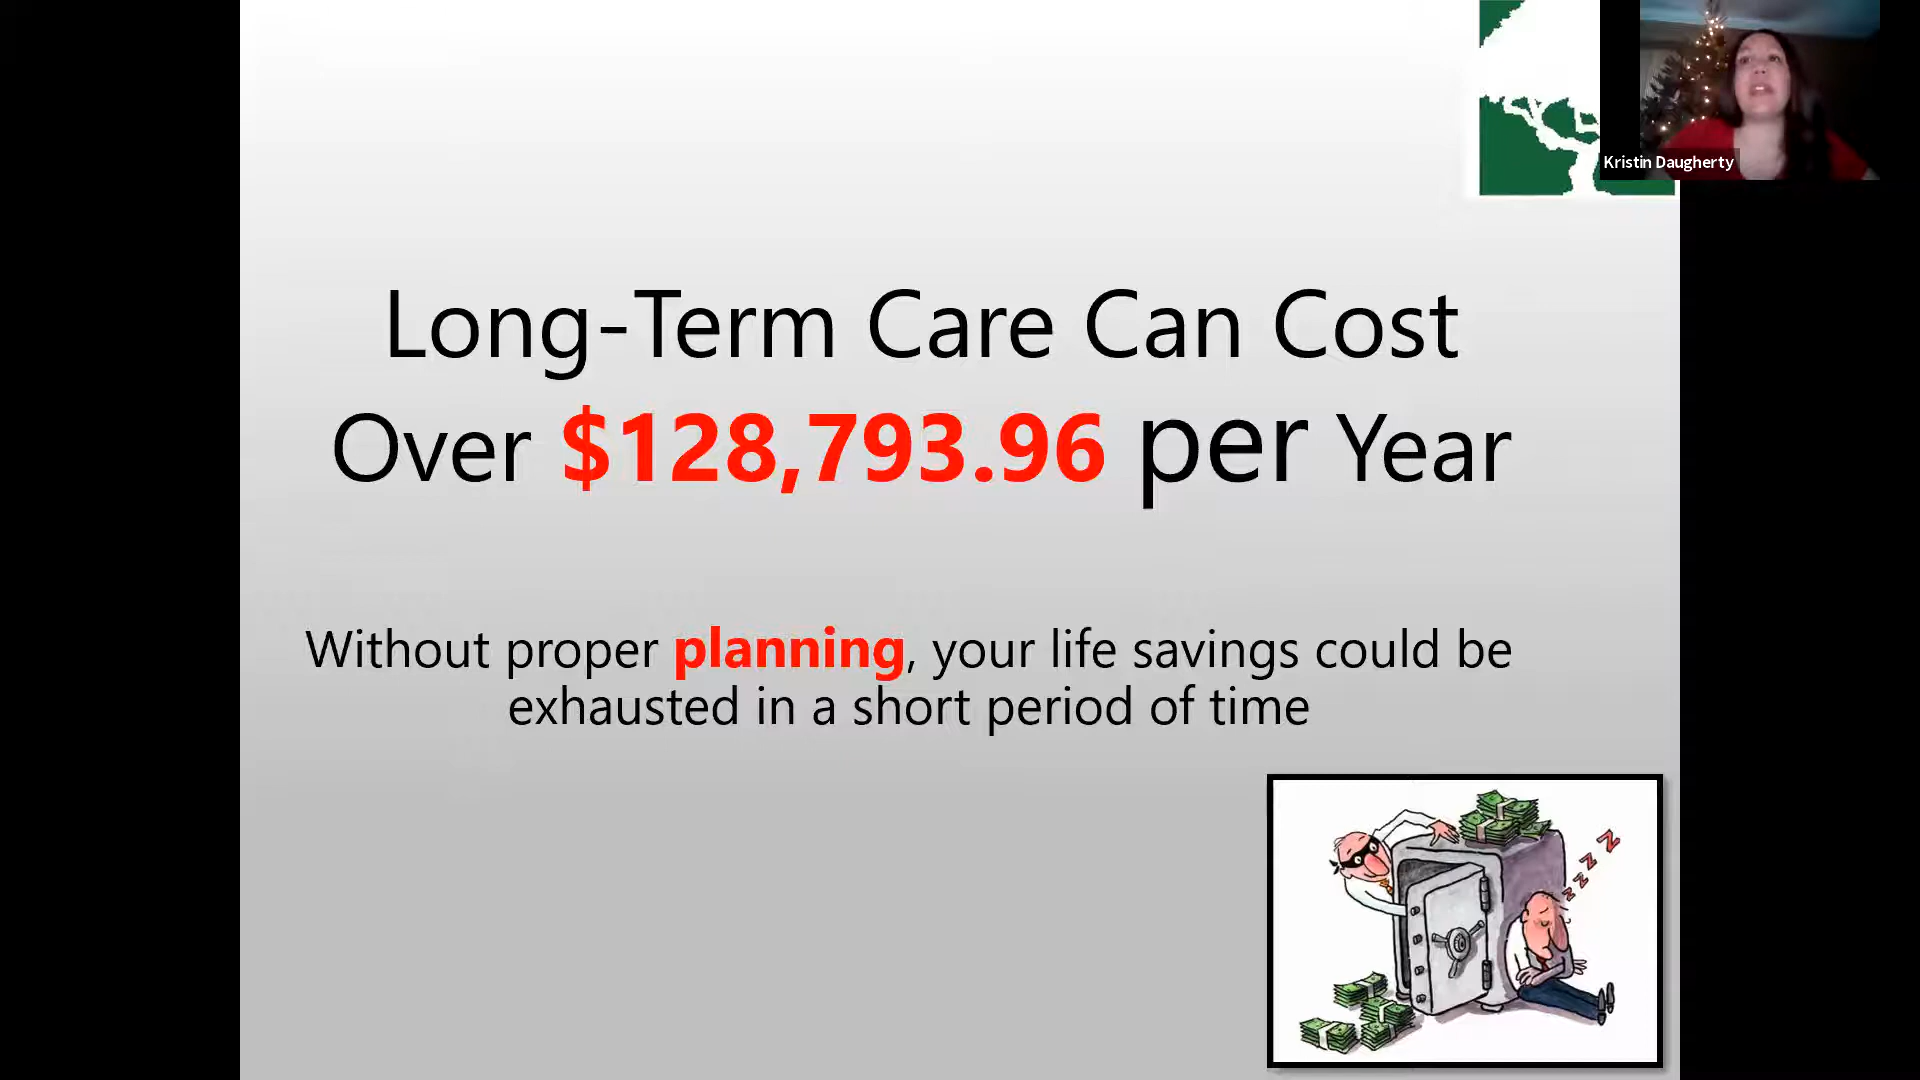 Kristin Daugherty
Long-Term Care Can Cost
Over $128,793.96 per Year
Without proper planning, your life savings could be
exhausted in a short period of time
zzzz